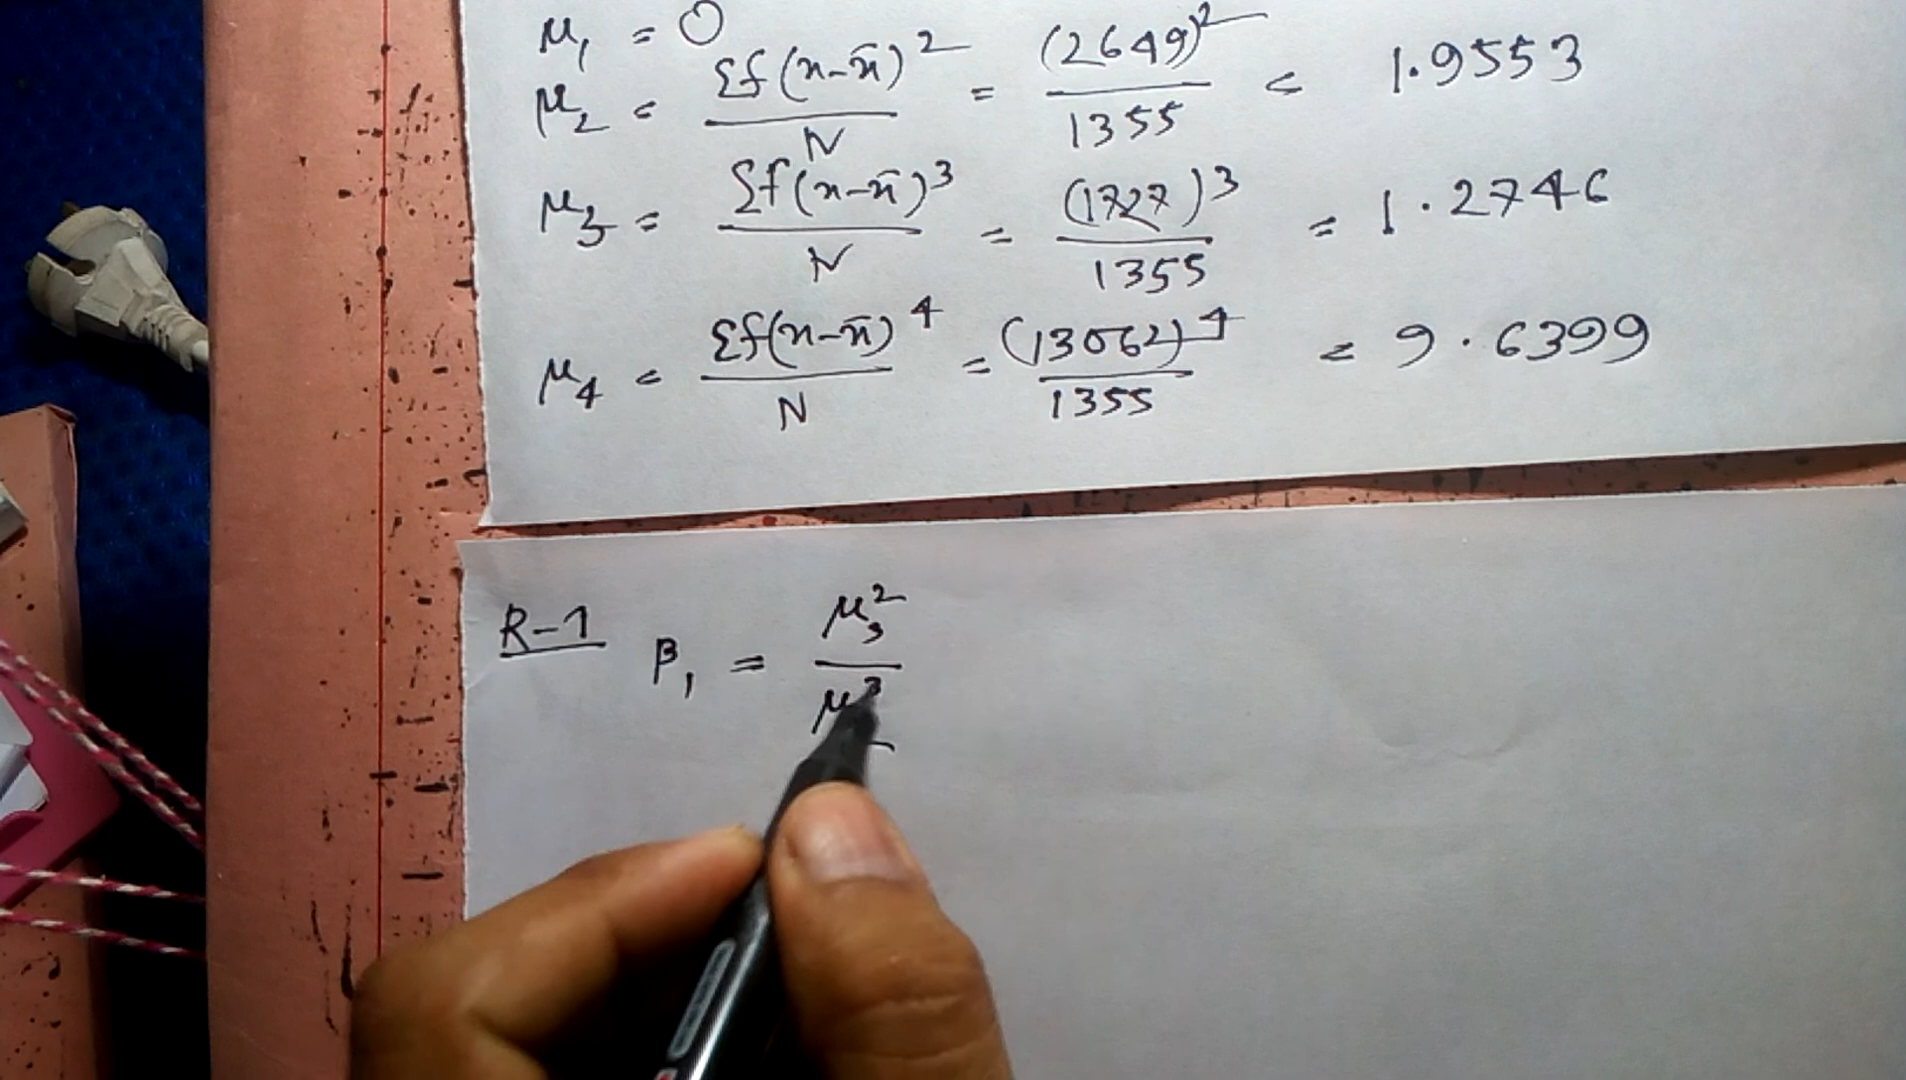 μ₁ = 0
μ₂ = Σf(x-x̄)²/N = (2649)²/1355 = 1.9553
μ₃ = Σf(x-x̄)³/N = (1727)³/1355 = 1.2746
μ₄ = Σf(x-x̄)⁴/N = (13062)⁴/1355 = 9.6399
R-1 β₁ = μ₃²/μ₂³